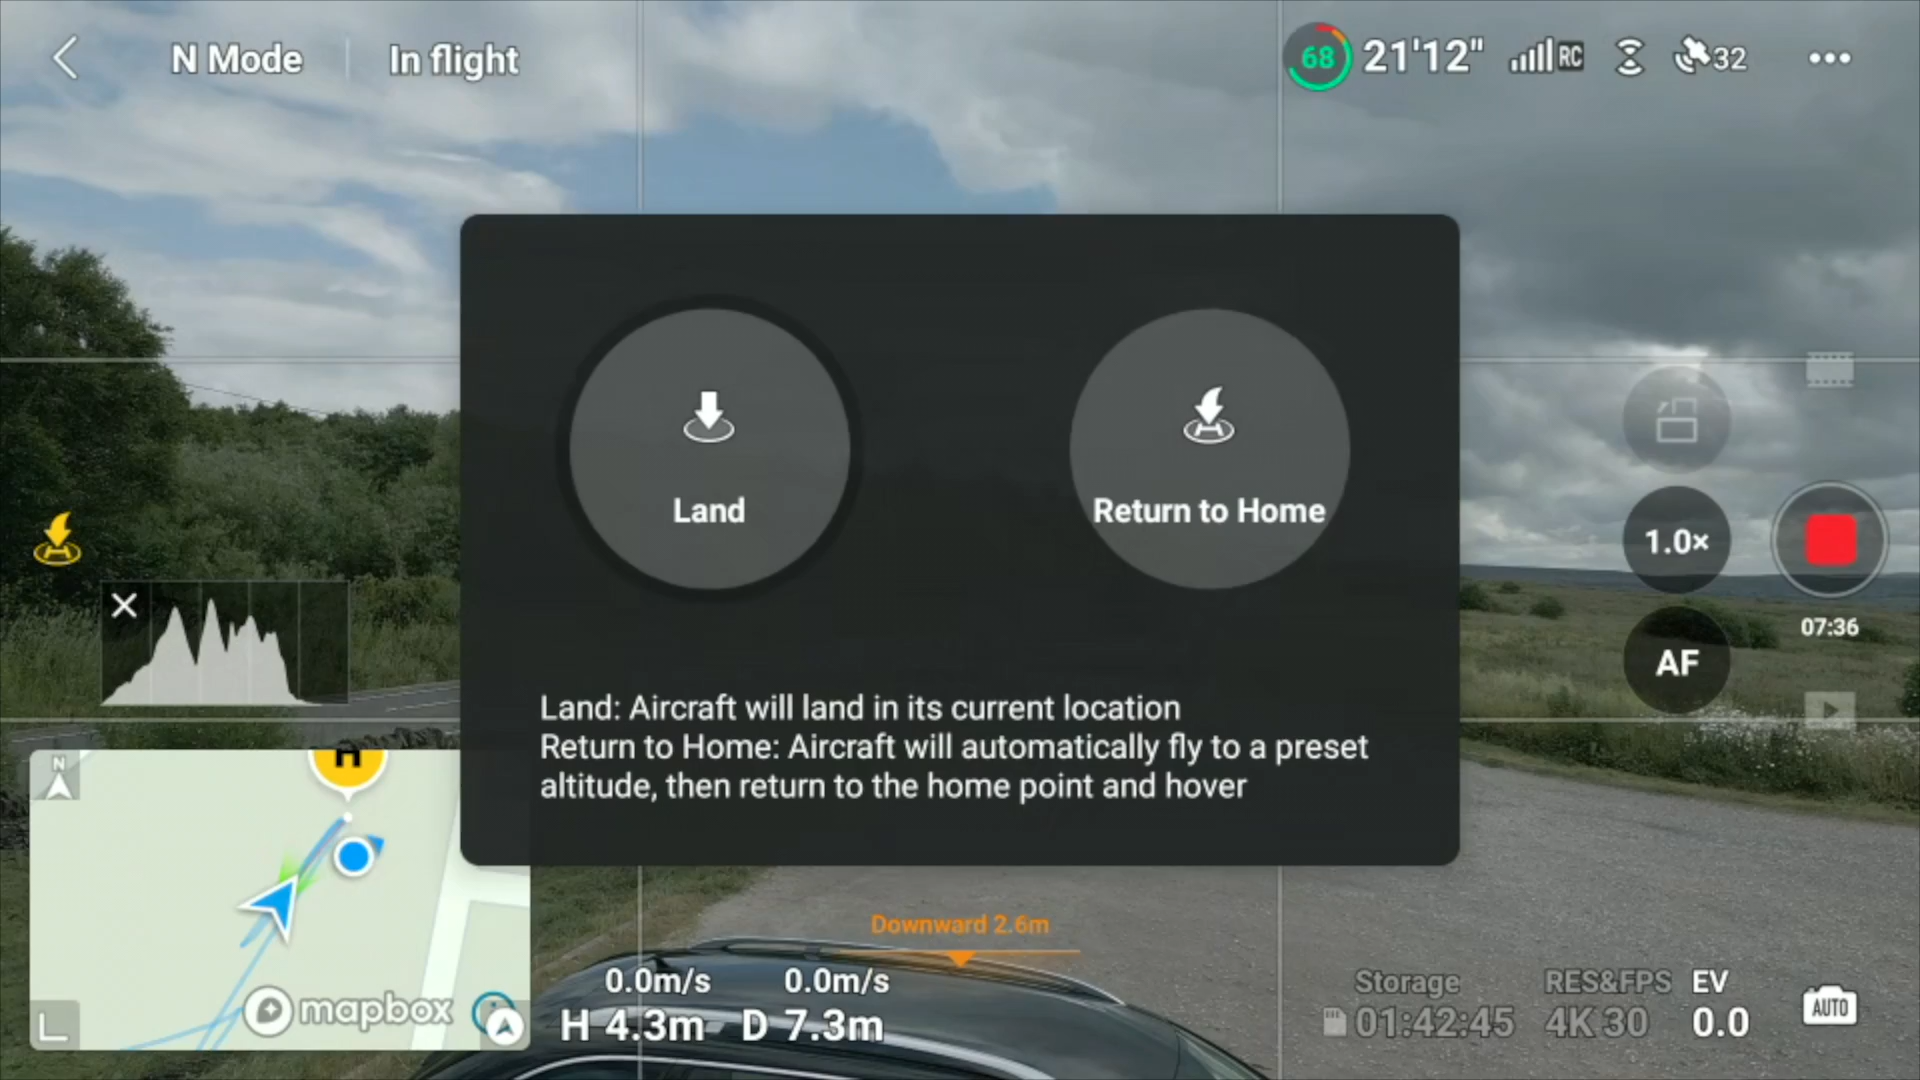 N Mode
In flight
68
21'12"
RC
32
Land
Return to Home
1.0×
07:36
AF
Land: Aircraft will land in its current location
Return to Home: Aircraft will automatically fly to a preset
altitude, then return to the home point and hover
N
H
mapbox
Downward 2.6m
0.0m/s 0.0m/s
H 4.3m D 7.3m
Storage
01:42:45
RES&FPS
4K 30
EV
0.0
AUTO